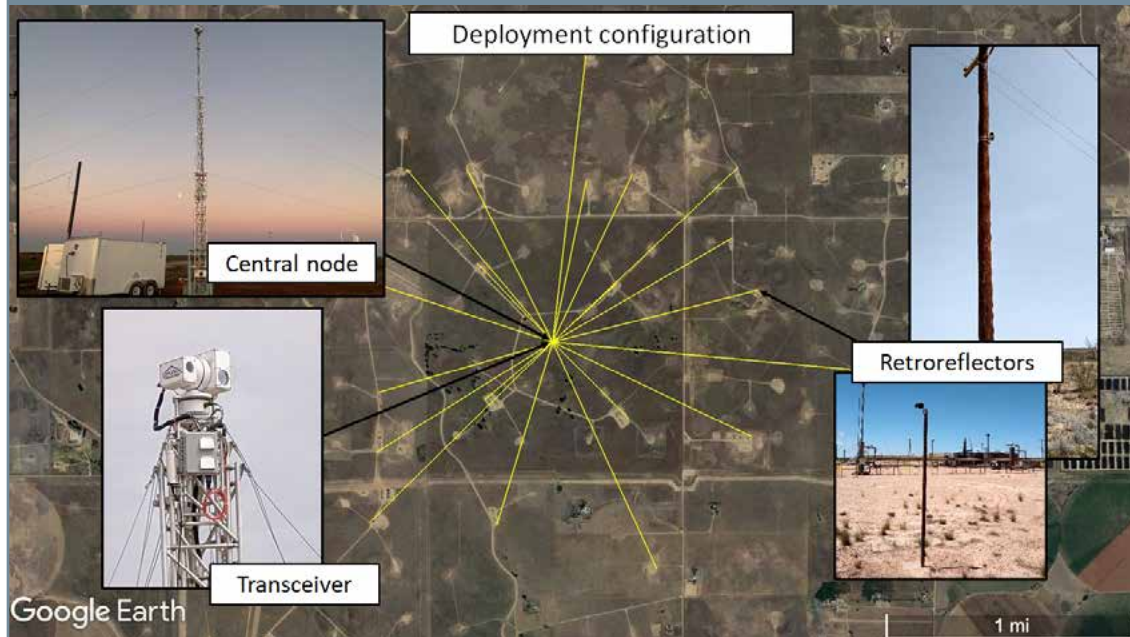 Deployment configuration
Central node
Retroreflectors
Transceiver
Google Earth
1 mi